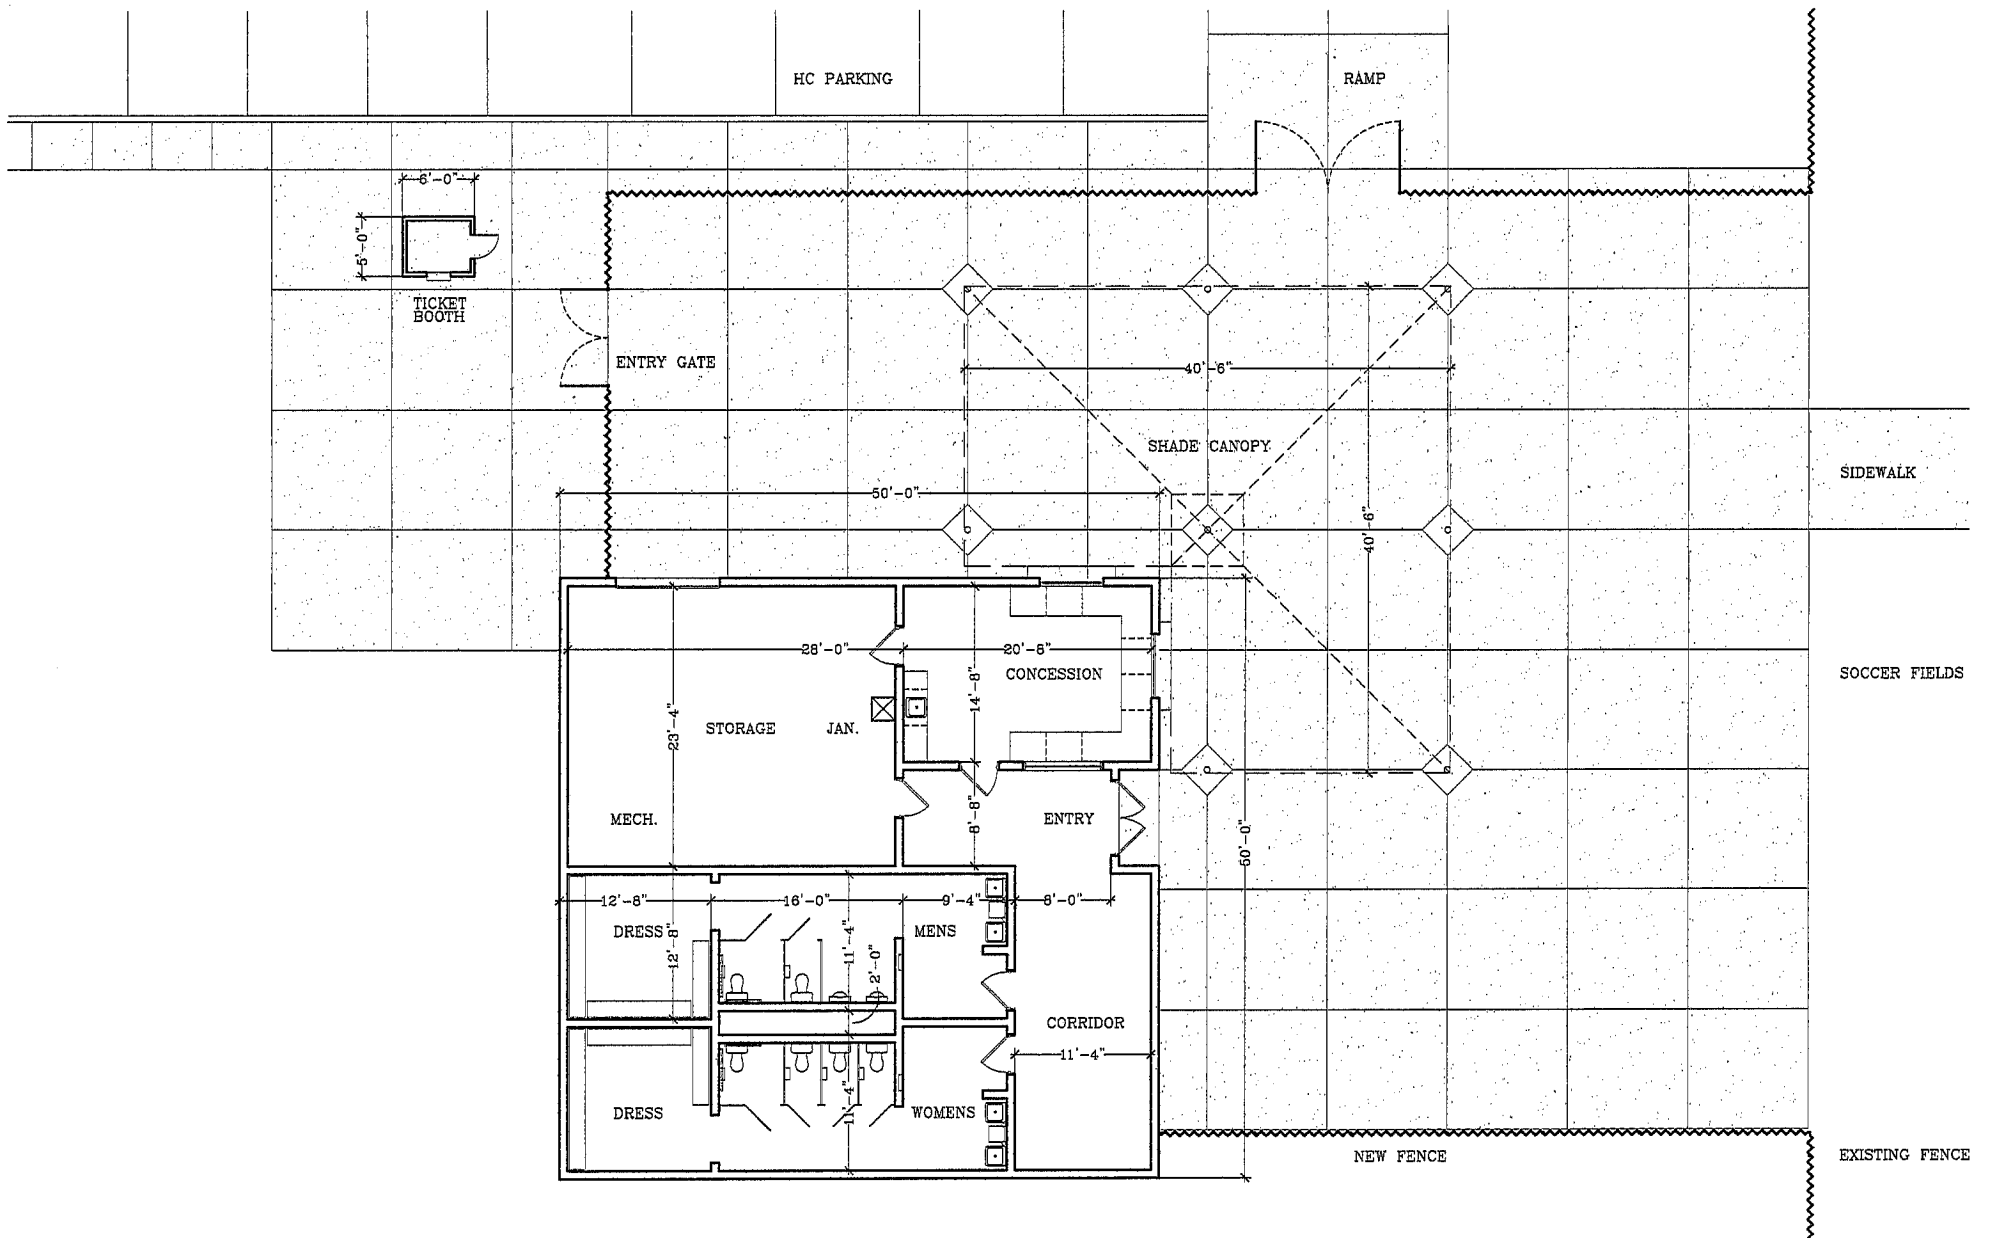 HC PARKING
RAMP
6'-0"
5'-0"
TICKET
BOOTH
ENTRY GATE
40'-6"
SHADE CANOPY
SIDEWALK
50'-0"
40'-6"
28'-0"
20'-8"
CONCESSION
SOCCER FIELDS
14'-8"
23'-4"
STORAGE
JAN.
MECH.
8'-8"
ENTRY
50'-0"
12'-8"
16'-0"
9'-4"
8'-0"
DRESS
12'-8"
11'-4"
MENS
2'-0"
CORRIDOR
11'-4"
DRESS
11'-4"
WOMENS
NEW FENCE
EXISTING FENCE